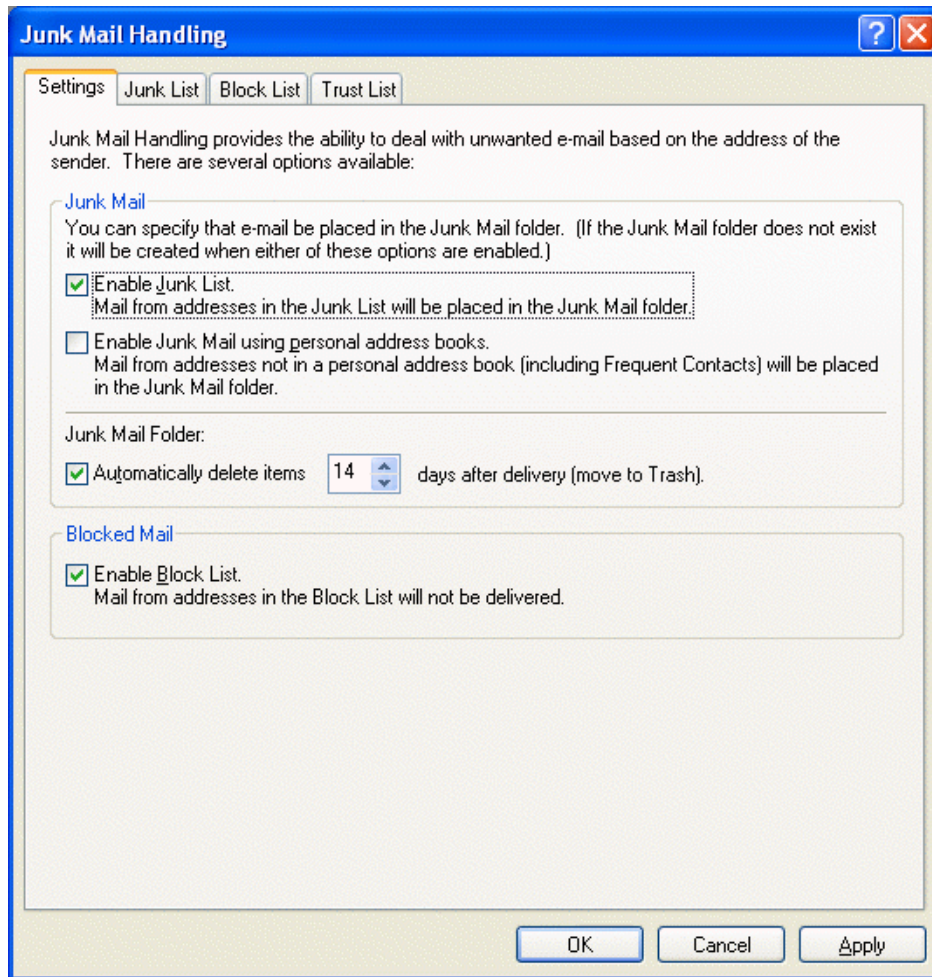 Junk Mail Handling
Settings Junk List Block List Trust List
Junk Mail Handling provides the ability to deal with unwanted e-mail based on the address of the
sender. There are several options available:
Junk Mail
You can specify that e-mail be placed in the Junk Mail folder. (If the Junk Mail folder does not exist
it will be created when either of these options are enabled.)
Enable Junk List.
Mail from addresses in the Junk List will be placed in the Junk Mail folder.
Enable Junk Mail using personal address books.
Mail from addresses not in a personal address book (including Frequent Contacts) will be placed
in the Junk Mail folder.
Junk Mail Folder:
Automatically delete items 14 days after delivery (move to Trash).
Blocked Mail
Enable Block List.
Mail from addresses in the Block List will not be delivered.
OK Cancel Apply